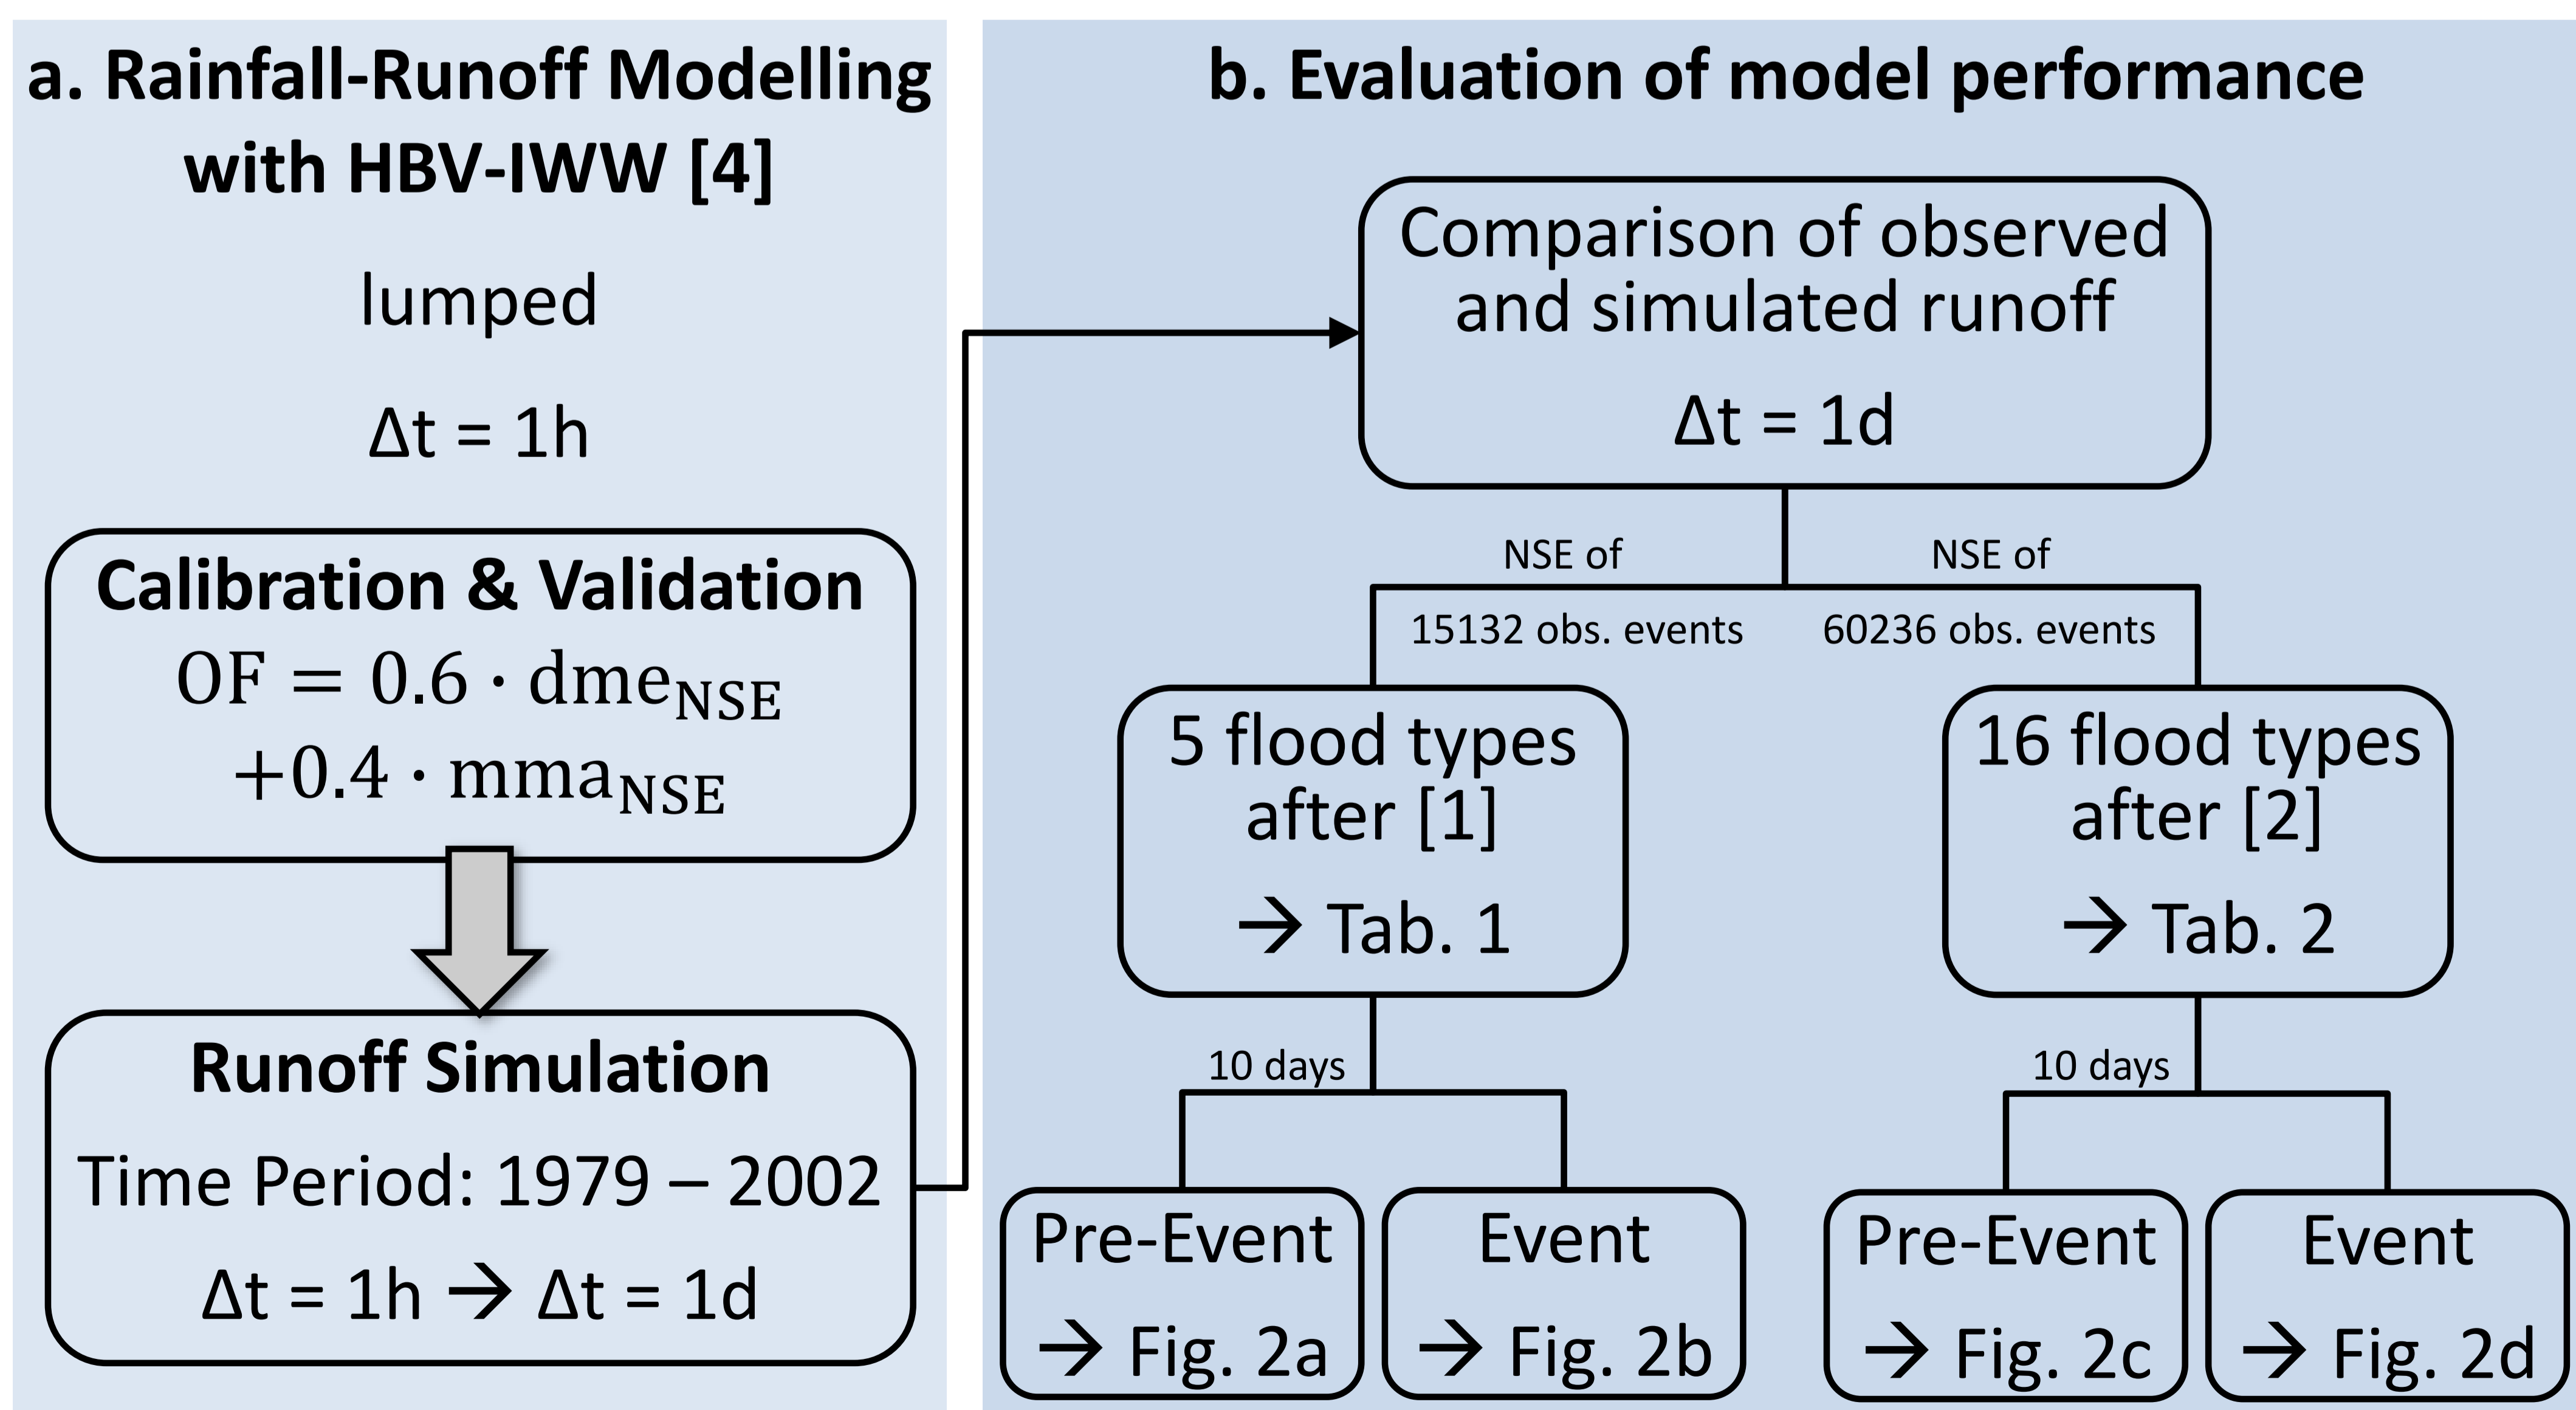 a. Rainfall-Runoff Modelling
with HBV-IWW [4]
lumped
Δt = 1h
Calibration & Validation
OF = 0.6 · dme_NSE
+0.4 · mma_NSE
Runoff Simulation
Time Period: 1979 – 2002
Δt = 1h → Δt = 1d
b. Evaluation of model performance
Comparison of observed
and simulated runoff
Δt = 1d
NSE of
15132 obs. events
NSE of
60236 obs. events
5 flood types
after [1]
→ Tab. 1
16 flood types
after [2]
→ Tab. 2
10 days
10 days
Pre-Event
→ Fig. 2a
Event
→ Fig. 2b
Pre-Event
→ Fig. 2c
Event
→ Fig. 2d